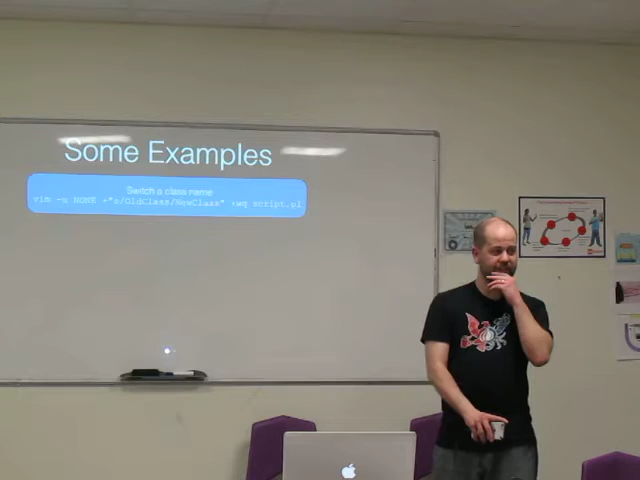 Some Examples
Switch a class name
vim -u NONE +"s/OldClass/NewClass" +wq script.pl